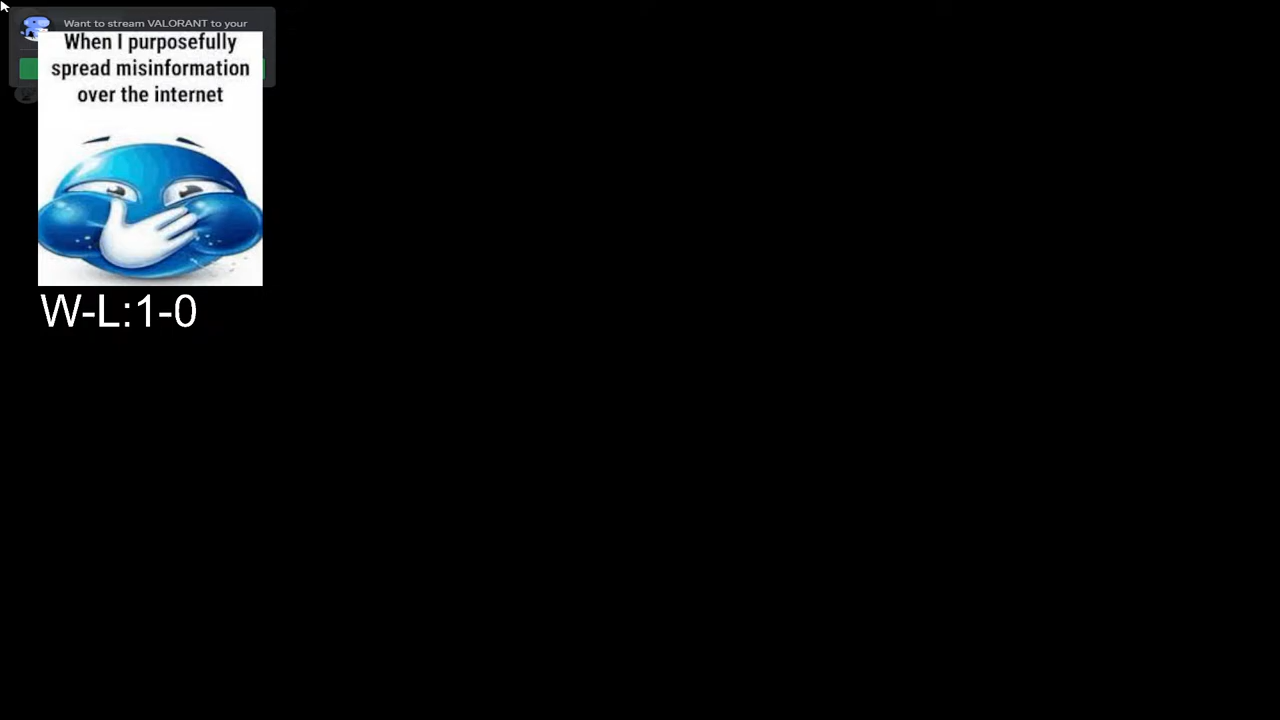 Want to stream VALORANT to your
When I purposefully
spread misinformation
over the internet
W-L:1-0